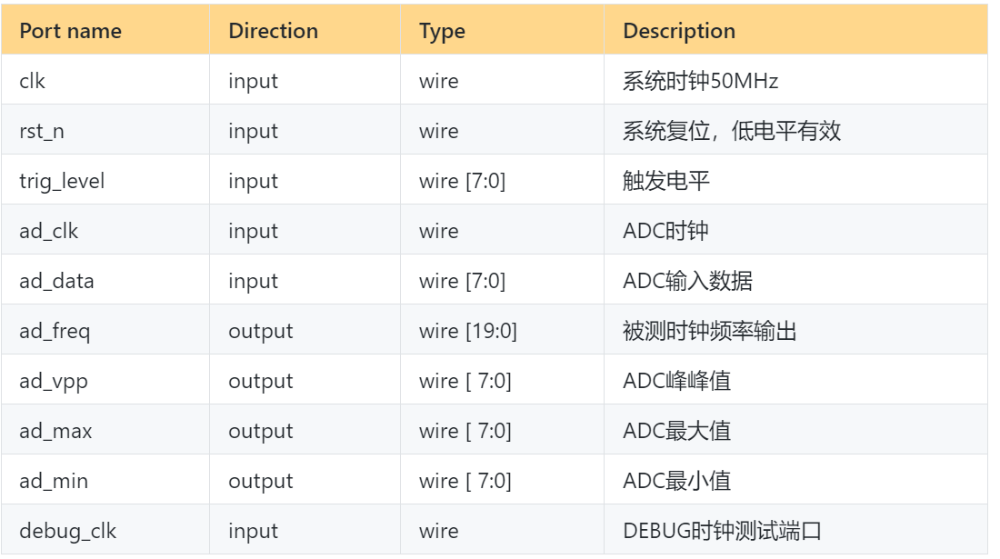 Port name Direction Type Description
clk input wire 系统时钟50MHz
rst_n input wire 系统复位，低电平有效
trig_level input wire [7:0] 触发电平
ad_clk input wire ADC时钟
ad_data input wire [7:0] ADC输入数据
ad_freq output wire [19:0] 被测时钟频率输出
ad_vpp output wire [ 7:0] ADC峰峰值
ad_max output wire [ 7:0] ADC最大值
ad_min output wire [ 7:0] ADC最小值
debug_clk input wire DEBUG时钟测试端口